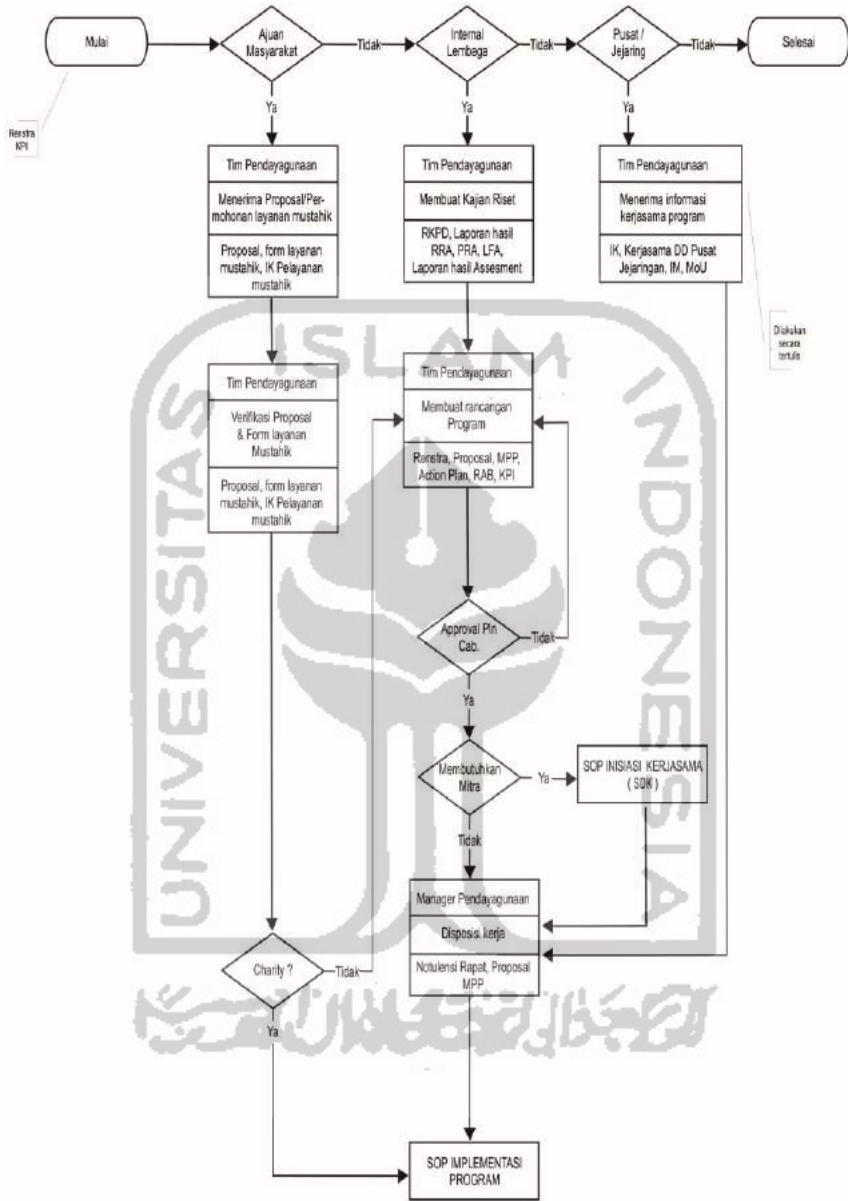 Mulai
Ajuan
Masyarakat
Tidak
Internal
Lembaga
Tidak
Pusat /
Jejaring
Tidak
Selesai
Renstra
KPI
Ya
Ya
Ya
Tim Pendayagunaan
Menerima Proposal/Per-
mohonan layanan mustahik
Proposal, form layanan
mustahik, IK Pelayanan
mustahik
Tim Pendayagunaan
Membuat Kajian Riset
RKPD, Laporan hasil
RRA, PRA, LFA,
Laporan hasil Assesment
Tim Pendayagunaan
Menerima informasi
kerjasama program
IK, Kerjasama DD Pusat
Jejaringan, IM, MoU
Dilakukan
secara
tertulis
Tim Pendayagunaan
Verifikasi Proposal
& Form layanan
Mustahik
Proposal, form layanan
mustahik, IK Pelayanan
mustahik
Tim Pendayagunaan
Membuat rancangan
Program
Renstra, Proposal, MPP,
Action Plan, RAB, KPI
Approval Pln
Cab.
Tidak
Ya
Membutuhkan
Mitra
Ya
SOP INISIASI KERJASAMA
( SDK )
Tidak
Manager Pendayagunaan
Disposisi kerja
Notulensi Rapat, Proposal
MPP
Charity ?
Tidak
Ya
SOP IMPLEMENTASI
PROGRAM
UNIVERSITAS
ISLAM
INDONESIA